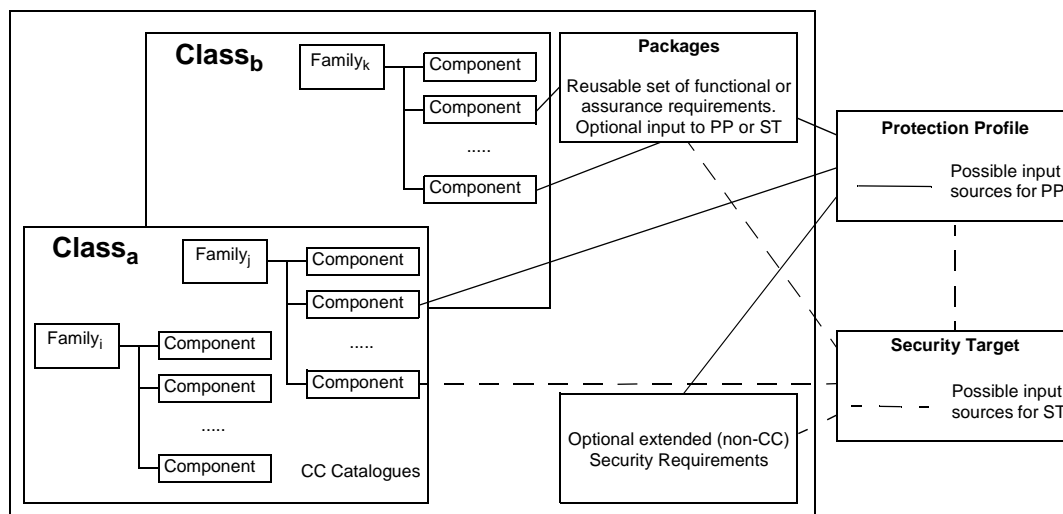 Class_b
Family_k
Component
Component
.....
Component
Packages
Reusable set of functional or
assurance requirements.
Optional input to PP or ST
Protection Profile
Possible input
sources for PP
Class_a
Family_j
Component
Component
.....
Component
Family_i
Component
Component
.....
Component
CC Catalogues
Optional extended (non-CC)
Security Requirements
Security Target
Possible input
sources for ST